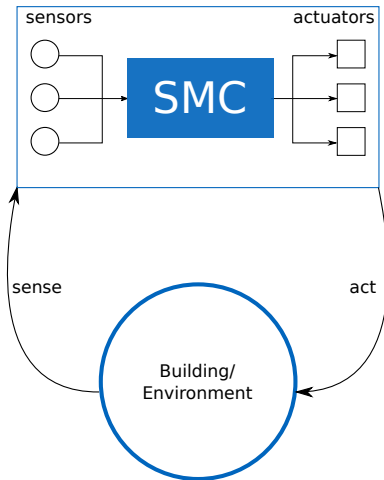 sensors
actuators
SMC
sense
act
Building/
Environment